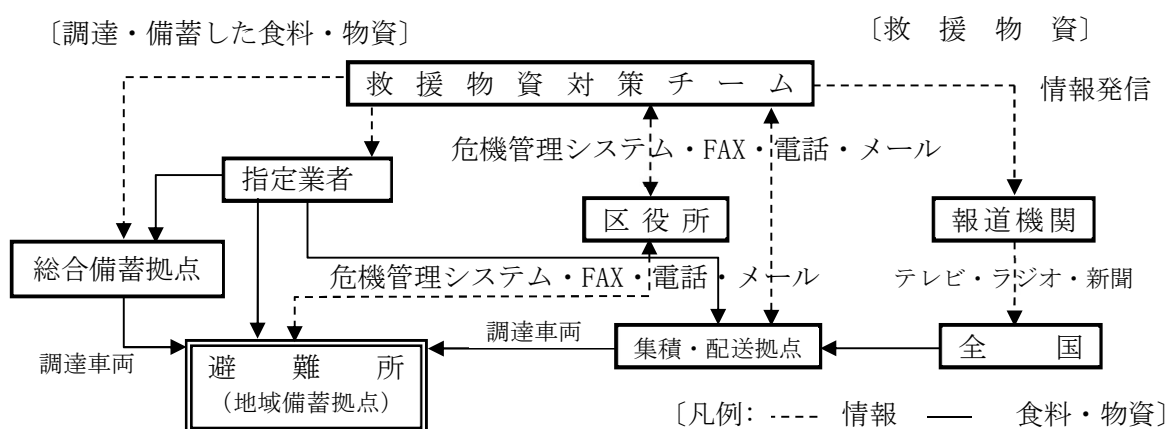 〔調達・備蓄した食料・物資〕
〔救 援 物 資〕
救 援 物 資 対 策 チ ー ム
情報発信
危機管理システム・FAX・電話・メール
指定業者
区 役 所
報道機関
総合備蓄拠点
危機管理システム・FAX・電話・メール
テレビ・ラジオ・新聞
調達車両
調達車両
避 難 所
(地域備蓄拠点)
集積・配送拠点
全 国
〔凡例: ---- 情報 ── 食料・物資〕